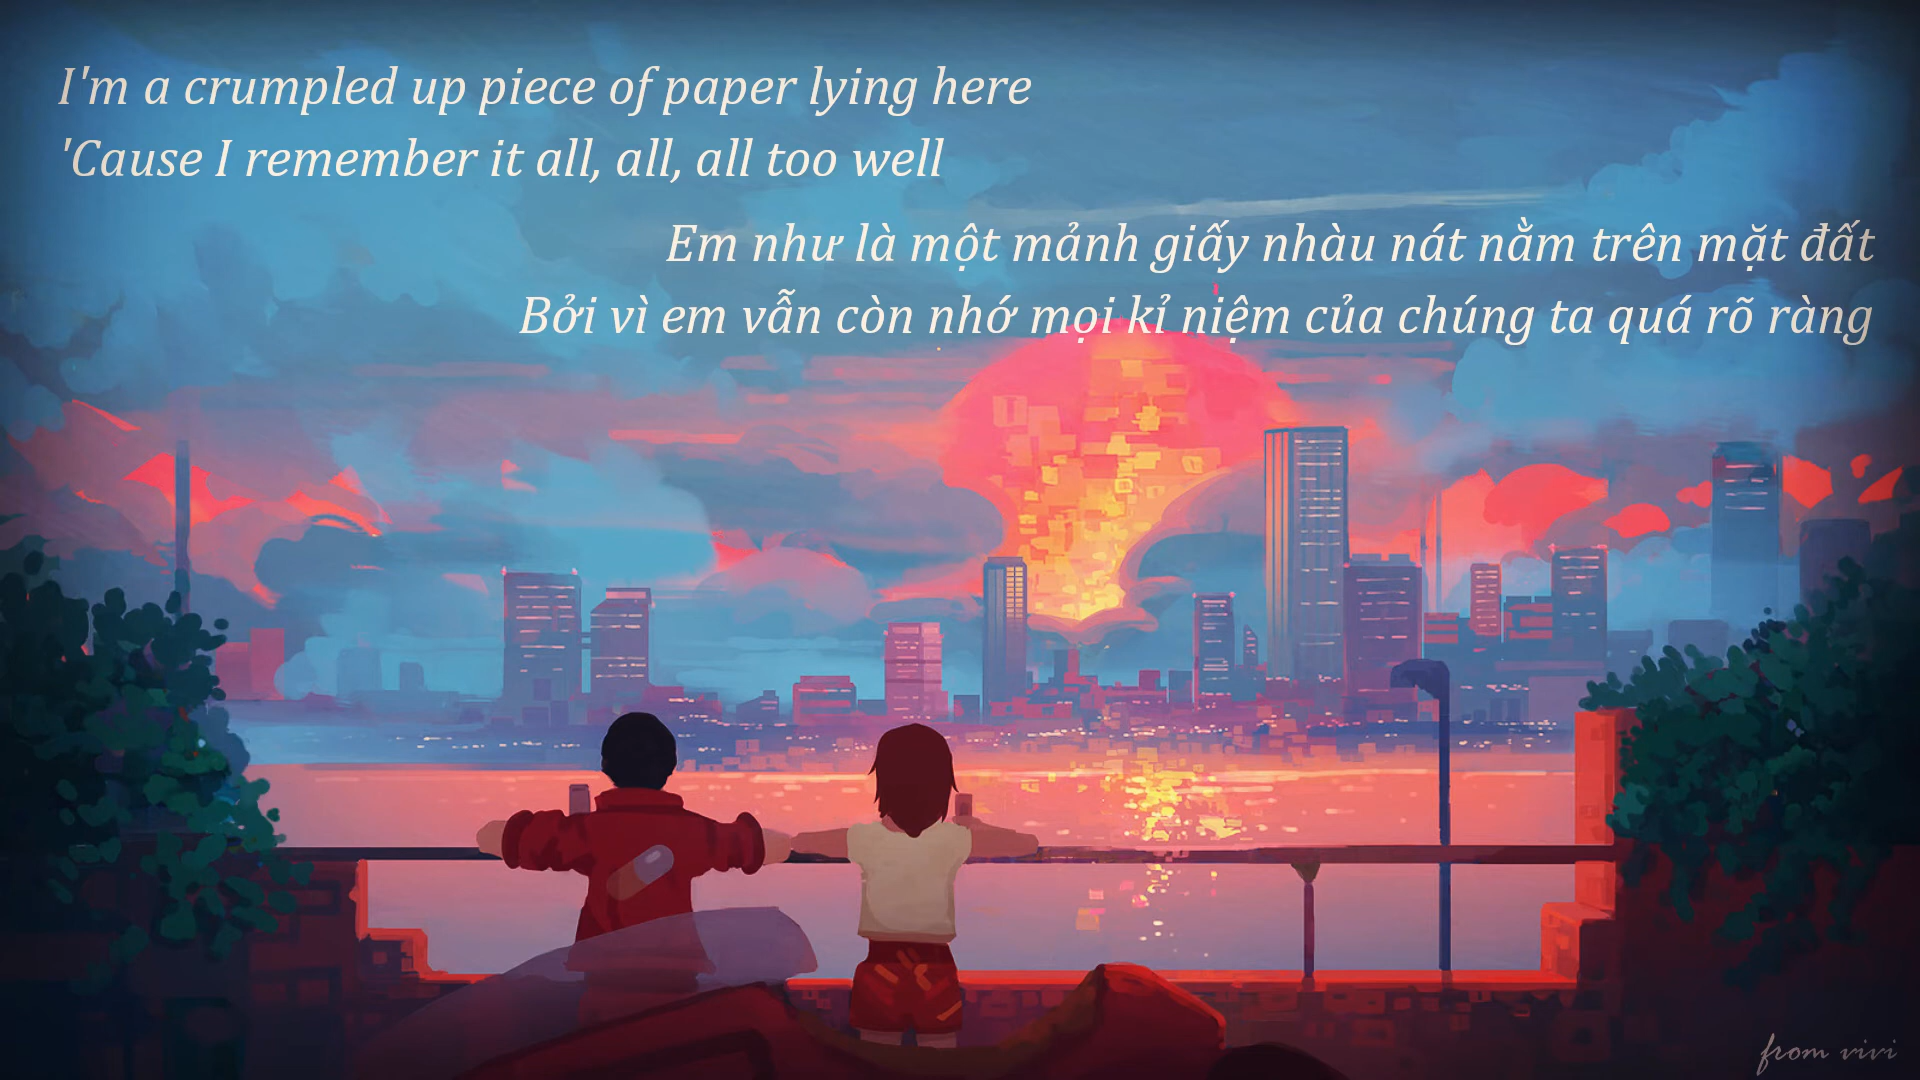 I'm a crumpled up piece of paper lying here
'Cause I remember it all, all, all too well
Em như là một mảnh giấy nhàu nát nằm trên mặt đất
Bởi vì em vẫn còn nhớ mọi kỉ niệm của chúng ta quá rõ ràng
from vivi